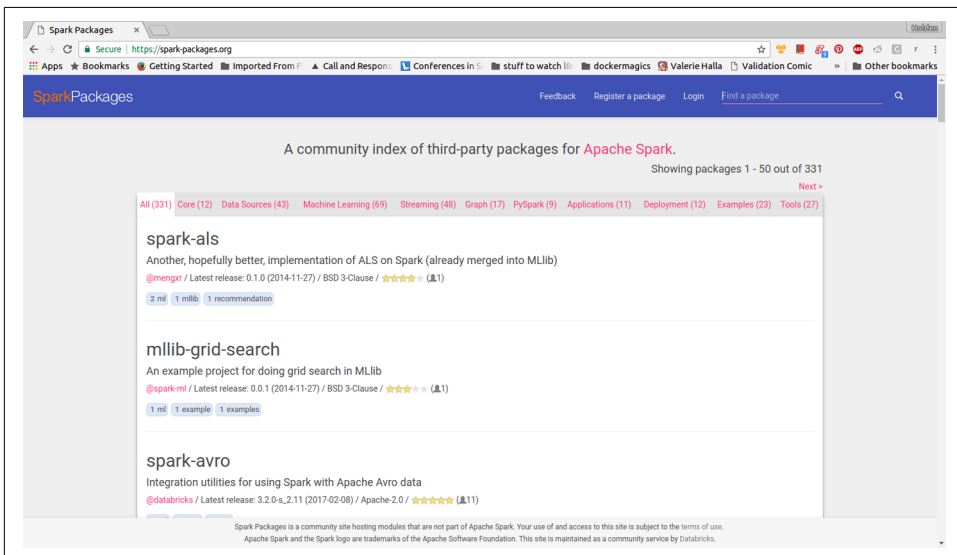 Spark Packages
Holden
Secure | https://spark-packages.org
Apps Bookmarks Getting Started Imported From F Call and Respons Conferences in S stuff to watch dockermagics Valerie Halla Validation Comic » Other bookmarks
SparkPackages Feedback Register a package Login Find a package
A community index of third-party packages for Apache Spark.
Showing packages 1 - 50 out of 331
Next >
All (331) Core (12) Data Sources (43) Machine Learning (69) Streaming (48) Graph (17) PySpark (9) Applications (11) Deployment (12) Examples (23) Tools (27)
spark-als
Another, hopefully better, implementation of ALS on Spark (already merged into MLlib)
@mengxr / Latest release: 0.1.0 (2014-11-27) / BSD 3-Clause / (1)
2 ml 1 mllib 1 recommendation
mllib-grid-search
An example project for doing grid search in MLlib
@spark-ml / Latest release: 0.0.1 (2014-11-27) / BSD 3-Clause / (1)
1 ml 1 example 1 examples
spark-avro
Integration utilities for using Spark with Apache Avro data
@databricks / Latest release: 3.2.0-s_2.11 (2017-02-08) / Apache-2.0 / (11)
Spark Packages is a community site hosting modules that are not part of Apache Spark. Your use of and access to this site is subject to the terms of use.
Apache Spark and the Spark logo are trademarks of the Apache Software Foundation. This site is maintained as a community service by Databricks.